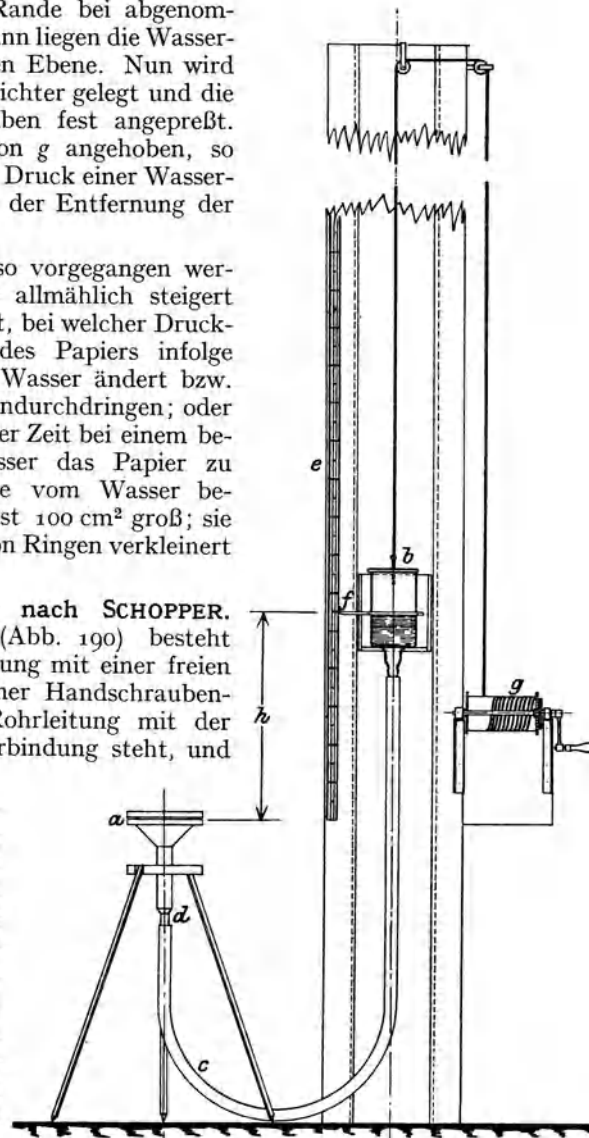 Rande bei abgenom-
ann liegen die Wasser-
en Ebene. Nun wird
ichter gelegt und die
aben fest angepreßt.
on g angehoben, so
Druck einer Wasser-
der Entfernung der
so vorgegangen wer-
allmählich steigert
t, bei welcher Druck-
des Papiers infolge
Wasser ändert bzw.
ndurchdringen; oder
er Zeit bei einem be-
sser das Papier zu
e vom Wasser be-
st 100 cm² groß; sie
on Ringen verkleinert
nach SCHOPPER.
(Abb. 190) besteht
ung mit einer freien
ner Handschrauben-
Rohrleitung mit der
rbindung steht, und
e
b
f
h
g
a
d
c